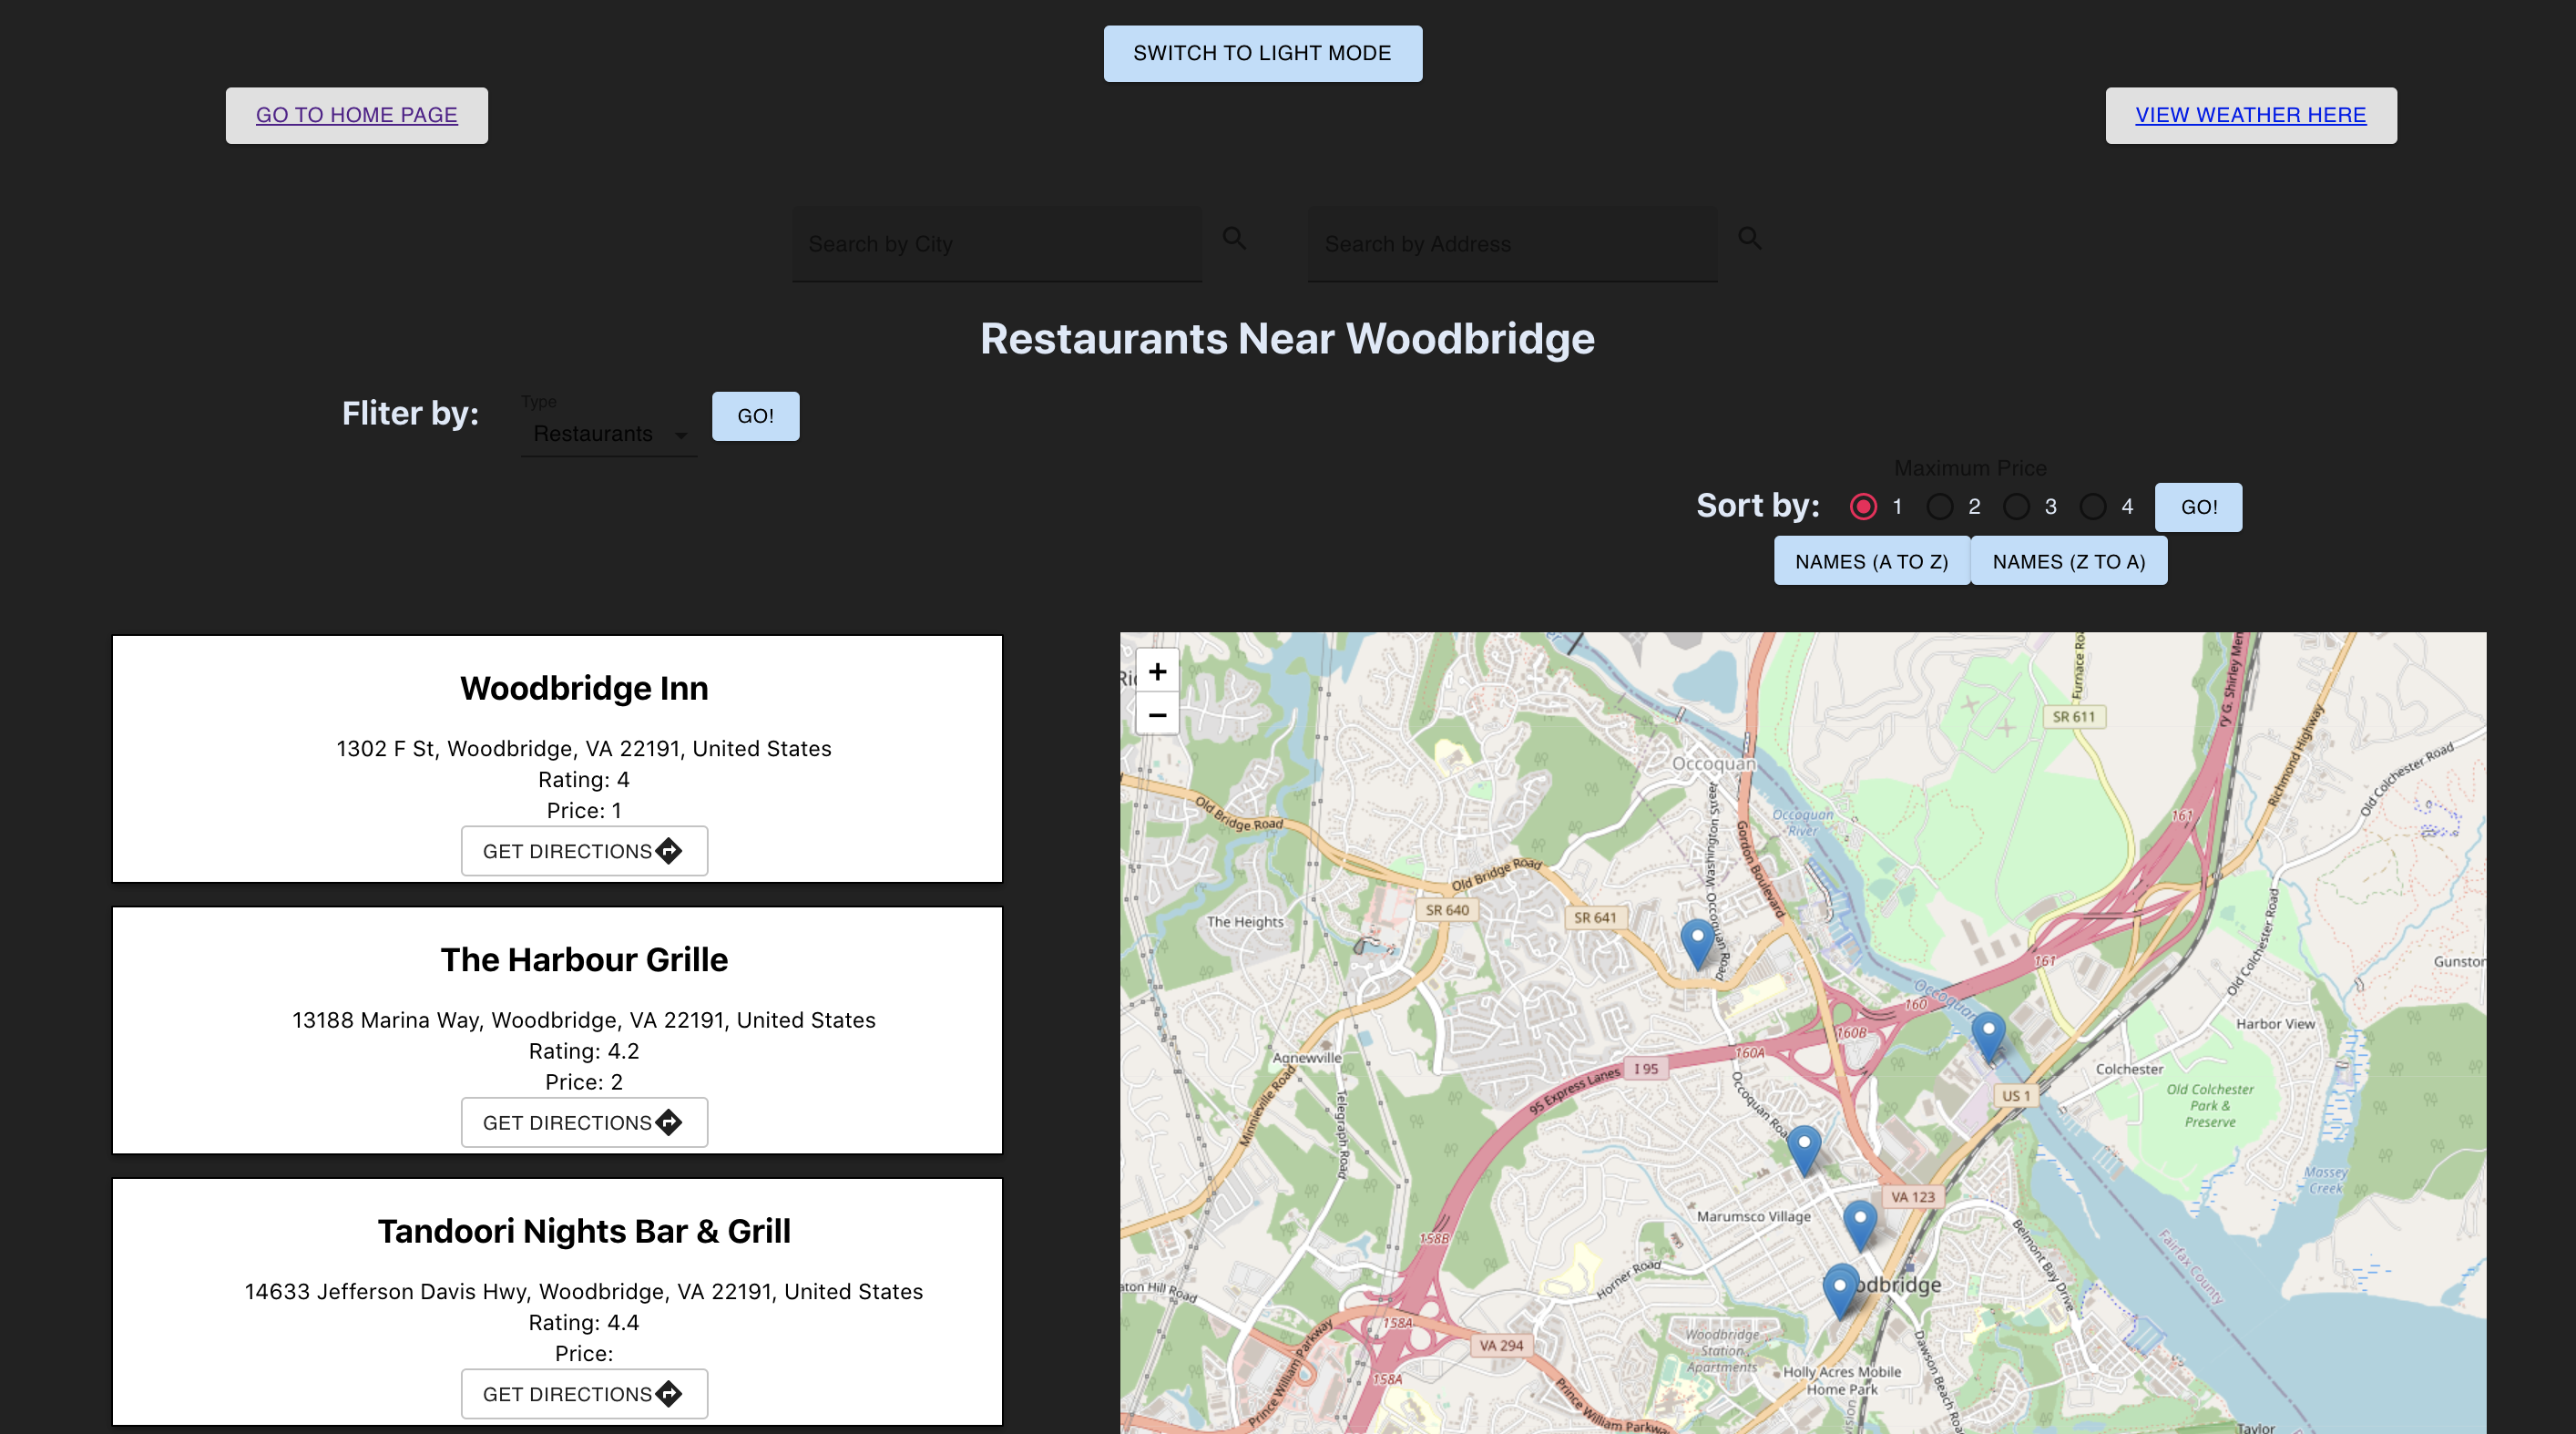 SWITCH TO LIGHT MODE
GO TO HOME PAGE
VIEW WEATHER HERE
Search by City
Search by Address
Restaurants Near Woodbridge
Fliter by:
Type
Restaurants
GO!
Maximum Price
Sort by:
1
2
3
4
GO!
NAMES (A TO Z)
NAMES (Z TO A)
Woodbridge Inn
1302 F St, Woodbridge, VA 22191, United States
Rating: 4
Price: 1
GET DIRECTIONS
The Harbour Grille
13188 Marina Way, Woodbridge, VA 22191, United States
Rating: 4.2
Price: 2
GET DIRECTIONS
Tandoori Nights Bar & Grill
14633 Jefferson Davis Hwy, Woodbridge, VA 22191, United States
Rating: 4.4
Price:
GET DIRECTIONS
+
−
Furnace Roa
SR 611
Richmond Highway
Old Colchester Road
Occoquan
Occoquan
River
161
Old Bridge Road
Old Bridge Road
Washington Street
Gordon Boulevard
SR 640
SR 641
The Heights
Occoquan Road
161
Old Colchester Road
Gunston
Occoquan
160
160B
Harbor View
Agnewville
160A
I 95
95 Express Lanes
Colchester
US 1
Old Colchester
Park &
Preserve
Minnieville Road
Telegraph Road
Occoquan Road
Massey
Creek
VA 123
Marumsco Village
158B
Belmont Bay Drive
Fairfax County
Horner Road
odbridge
aton Hill Road
158A
Prince William Parkway
VA 294
Woodbridge
Station
Apartments
158A
Holly Acres Mobile
Home Park
Dawson Beach Roa
Prince William Parkwa
Taylor